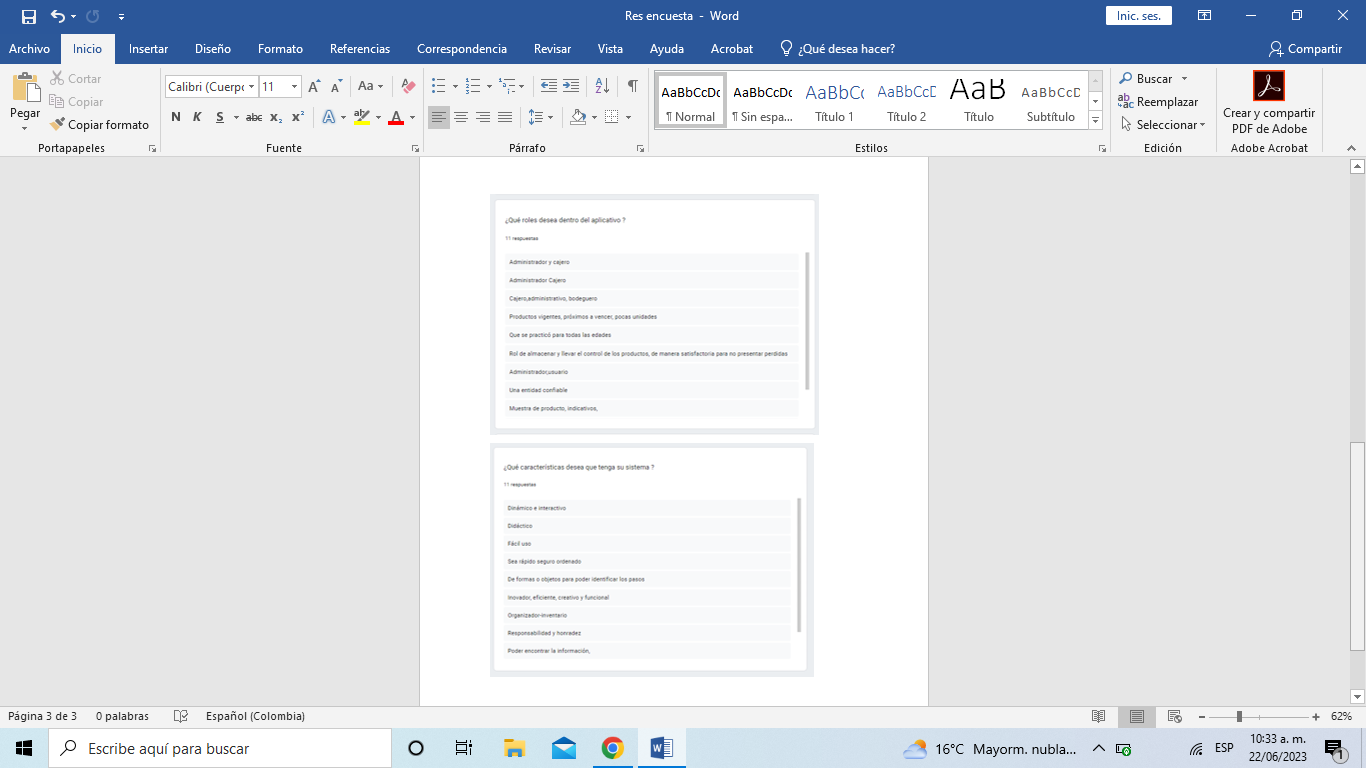 Res encuesta - Word
Inic. ses.
Archivo Inicio Insertar Diseño Formato Referencias Correspondencia Revisar Vista Ayuda Acrobat ¿Qué desea hacer? Compartir
Pegar
Cortar
Copiar
Copiar formato
Portapapeles
Calibri (Cuerpo 11
Aa
N K S abc x₂ x²
Fuente
Párrafo
AaBbCcDc AaBbCcDc AaBbCc AaBbCcD AaB AaBbCcD
¶ Normal ¶ Sin espa... Título 1 Título 2 Título Subtítulo
Estilos
Buscar
Reemplazar
Seleccionar
Edición
Crear y compartir
PDF de Adobe
Adobe Acrobat
¿Qué roles desea dentro del aplicativo ?
11 respuestas
Administrador y cajero
Administrador Cajero
Cajero,administrativo, bodeguero
Productos vigentes, próximos a vencer, pocas unidades
Que se practicó para todas las edades
Rol de almacenar y llevar el control de los productos, de manera satisfactoria para no presentar perdidas
Administrador,usuario
Una entidad confiable
Muestra de producto, indicativos,
¿Qué características desea que tenga su sistema ?
11 respuestas
Dinámico e interactivo
Didáctico
Fácil uso
Sea rápido seguro ordenado
De formas o objetos para poder identificar los pasos
Inovador, eficiente, creativo y funcional
Organizador-inventario
Responsabilidad y honradez
Poder encontrar la información,
Página 3 de 3 0 palabras Español (Colombia) 62%
Escribe aquí para buscar
16°C Mayorm. nubla...
ESP
10:33 a. m.
22/06/2023
1